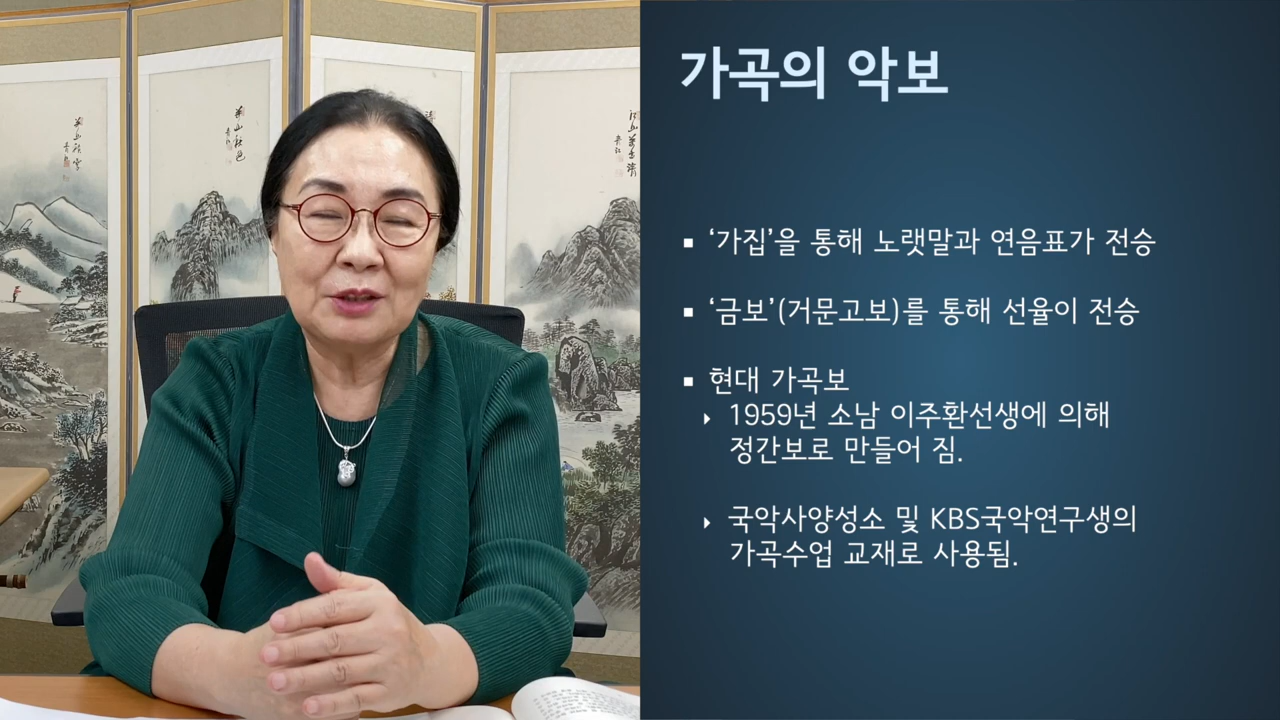 가곡의 악보
▪ ‘가집’을 통해 노랫말과 연음표가 전승
▪ ‘금보’(거문고보)를 통해 선율이 전승
▪ 현대 가곡보
▸ 1959년 소남 이주환선생에 의해
정간보로 만들어 짐.
▸ 국악사양성소 및 KBS국악연구생의
가곡수업 교재로 사용됨.